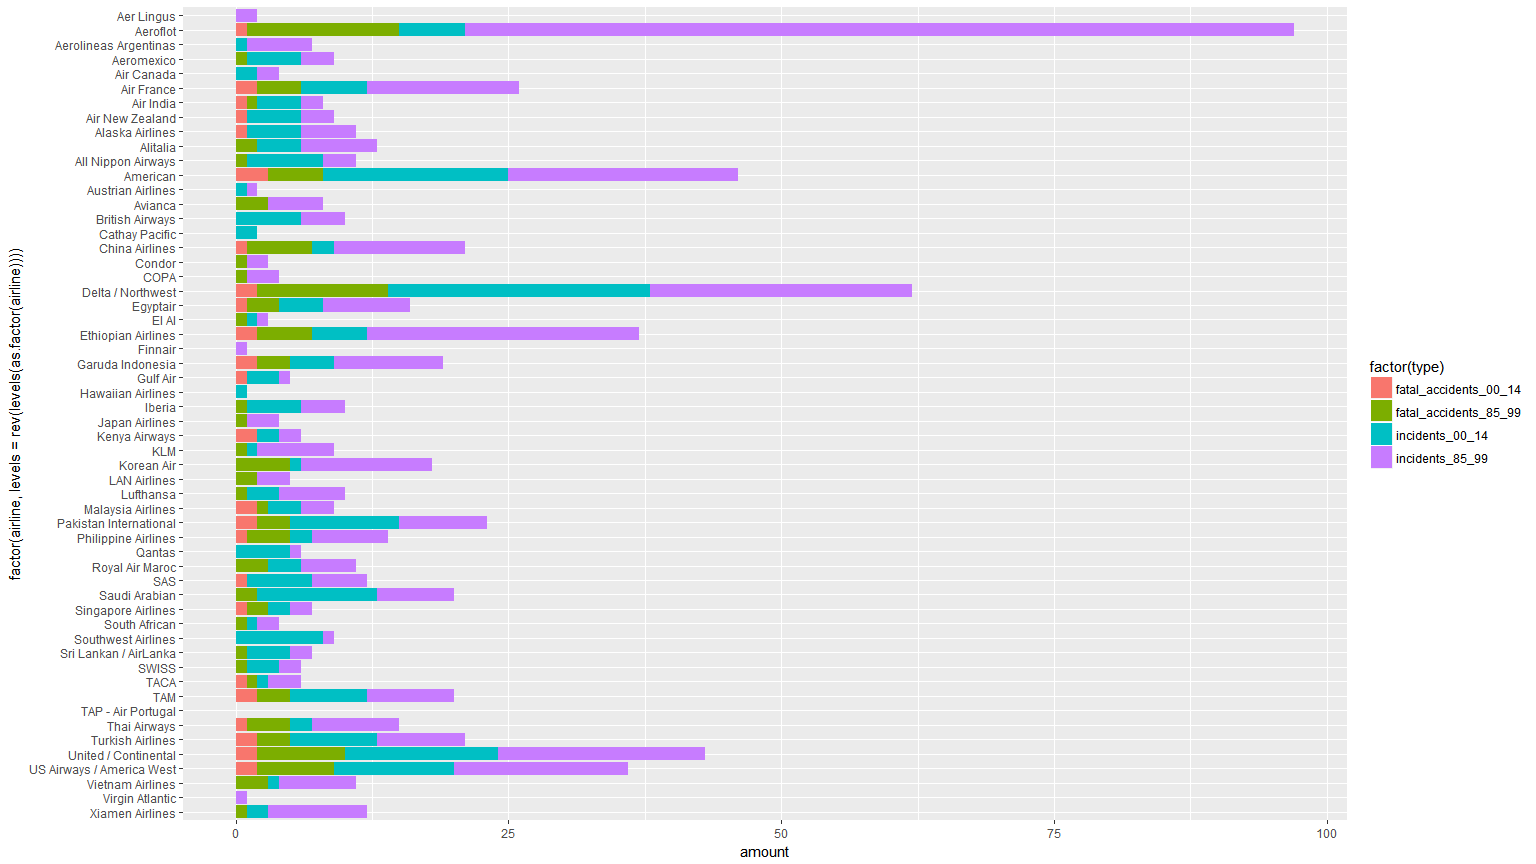 Aer Lingus
Aeroflot
Aerolineas Argentinas
Aeromexico
Air Canada
Air France
Air India
Air New Zealand
Alaska Airlines
Alitalia
All Nippon Airways
American
Austrian Airlines
Avianca
British Airways
Cathay Pacific
China Airlines
Condor
COPA
Delta / Northwest
Egyptair
El Al
Ethiopian Airlines
Finnair
Garuda Indonesia
Gulf Air
Hawaiian Airlines
Iberia
Japan Airlines
Kenya Airways
KLM
Korean Air
LAN Airlines
Lufthansa
Malaysia Airlines
Pakistan International
Philippine Airlines
Qantas
Royal Air Maroc
SAS
Saudi Arabian
Singapore Airlines
South African
Southwest Airlines
Sri Lankan / AirLanka
SWISS
TACA
TAM
TAP - Air Portugal
Thai Airways
Turkish Airlines
United / Continental
US Airways / America West
Vietnam Airlines
Virgin Atlantic
Xiamen Airlines
factor(airline, levels = rev(levels(as.factor(airline))))
0 25 50 75 100
amount
factor(type)
fatal_accidents_00_14
fatal_accidents_85_99
incidents_00_14
incidents_85_99